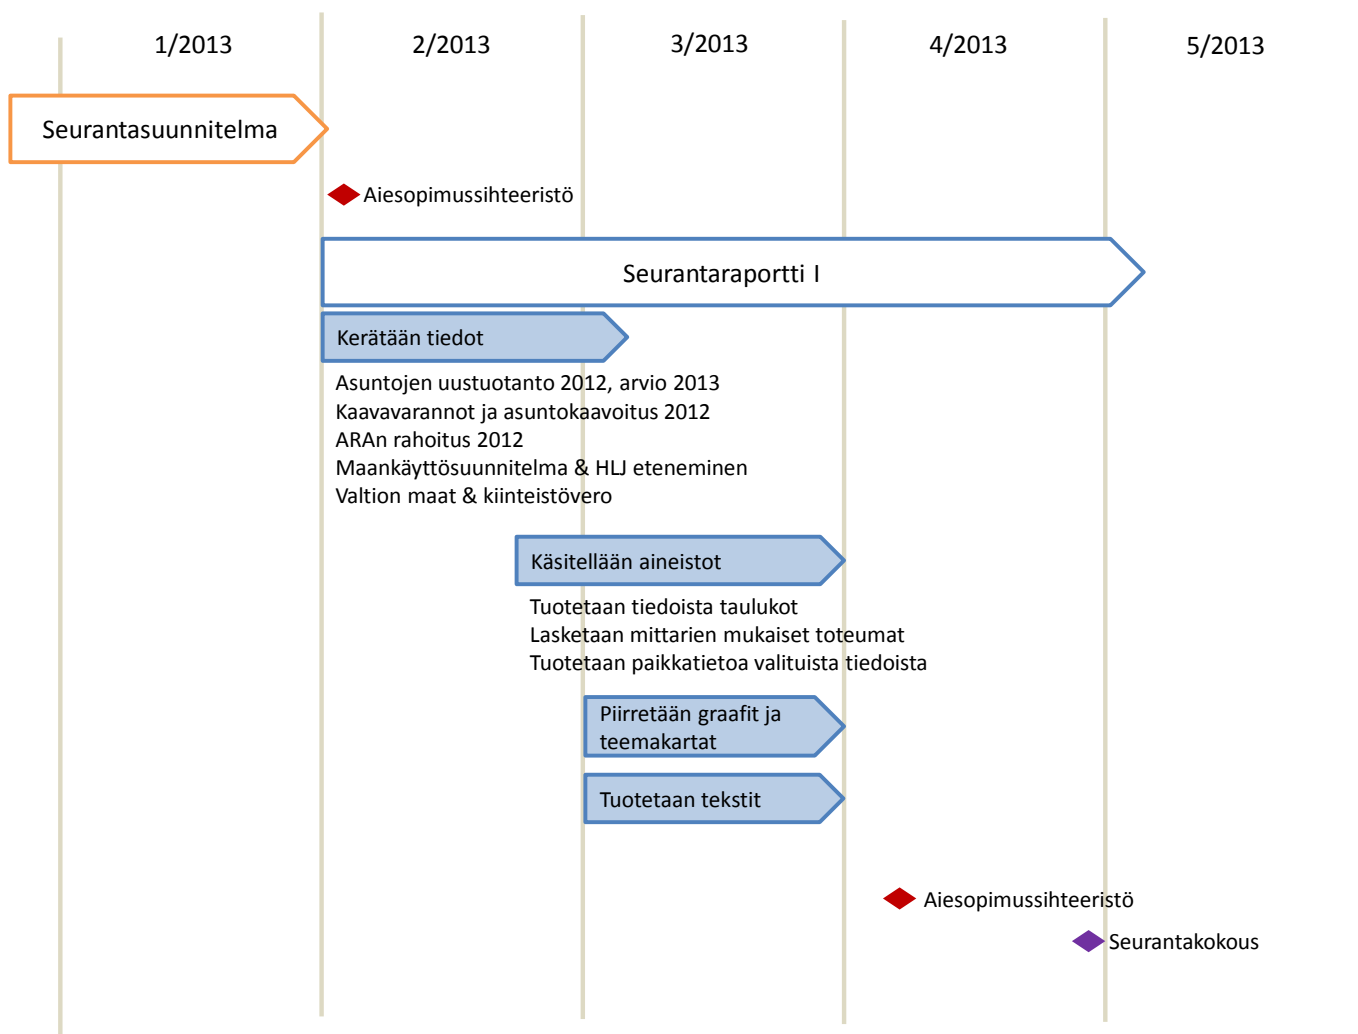 1/2013
2/2013
3/2013
4/2013
5/2013
Seurantasuunnitelma
Aiesopimussihteeristö
Seurantaraportti I
Kerätään tiedot
Asuntojen uustuotanto 2012, arvio 2013
Kaavavarannot ja asuntokaavoitus 2012
ARAn rahoitus 2012
Maankäyttösuunnitelma & HLJ eteneminen
Valtion maat & kiinteistövero
Käsitellään aineistot
Tuotetaan tiedoista taulukot
Lasketaan mittarien mukaiset toteumat
Tuotetaan paikkatietoa valituista tiedoista
Piirretään graafit ja
teemakartat
Tuotetaan tekstit
Aiesopimussihteeristö
Seurantakokous